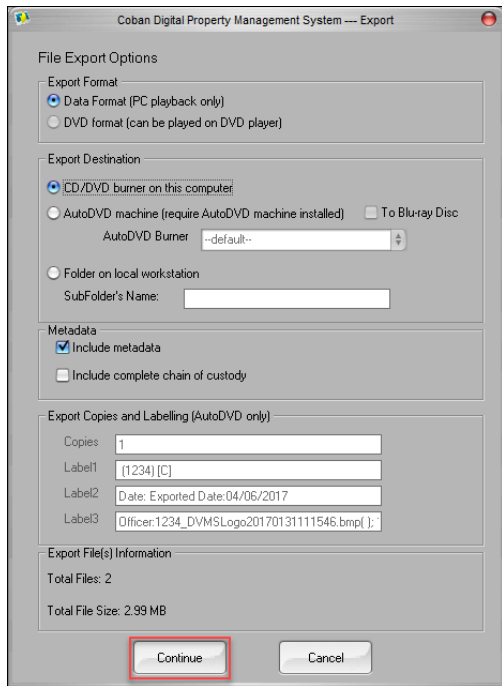 Coban Digital Property Management System --- Export
File Export Options
Export Format
Data Format (PC playback only)
DVD format (can be played on DVD player)
Export Destination
CD/DVD burner on this computer
AutoDVD machine (require AutoDVD machine installed) To Blu-ray Disc
AutoDVD Burner --default--
Folder on local workstation
SubFolder's Name:
Metadata
Include metadata
Include complete chain of custody
Export Copies and Labelling (AutoDVD only)
Copies 1
Label1 (1234) [C]
Label2 Date: Exported Date:04/06/2017
Label3 Officer:1234_DVMSLogo20170131111546.bmp( );
Export File(s) Information
Total Files: 2
Total File Size: 2.99 MB
Continue Cancel